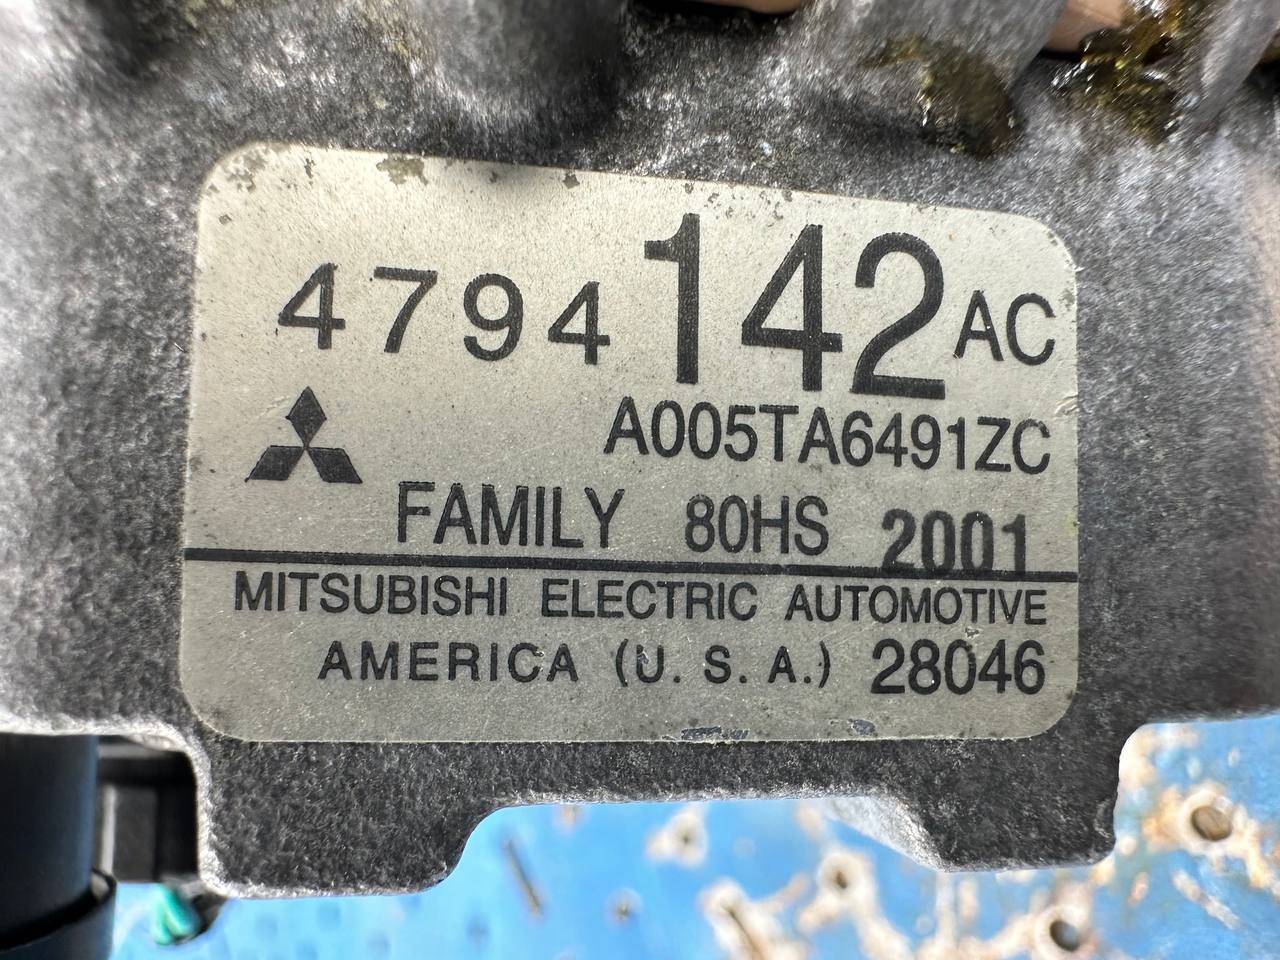 4794142AC
A005TA6491ZC
FAMILY 80HS 2001
MITSUBISHI ELECTRIC AUTOMOTIVE
AMERICA (U.S.A.) 28046